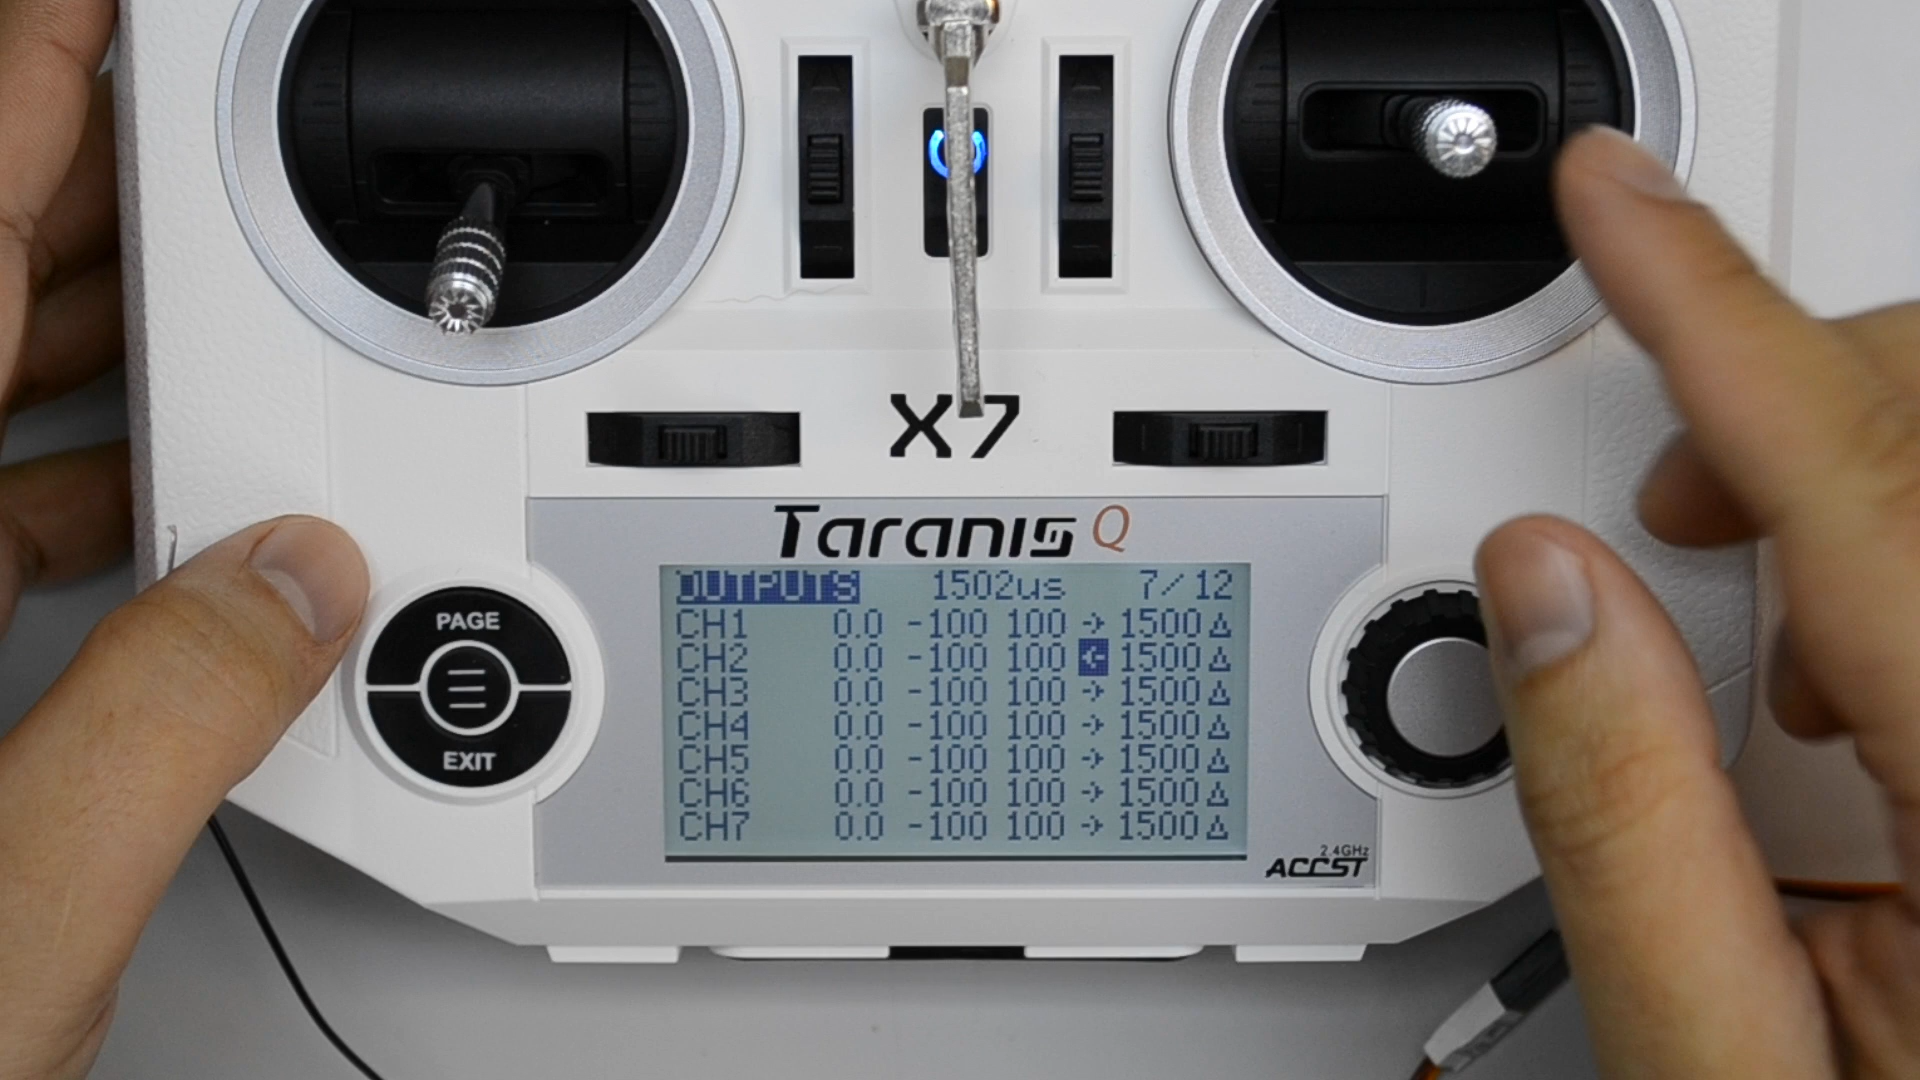 X7
Taranis Q
OUTPUTS 1502us 7/12
CH1 0.0 -100 100 → 1500 Δ
CH2 0.0 -100 100 ← 1500 Δ
CH3 0.0 -100 100 → 1500 Δ
CH4 0.0 -100 100 → 1500 Δ
CH5 0.0 -100 100 → 1500 Δ
CH6 0.0 -100 100 → 1500 Δ
CH7 0.0 -100 100 → 1500 Δ
PAGE
EXIT
2.4GHz
ACCST